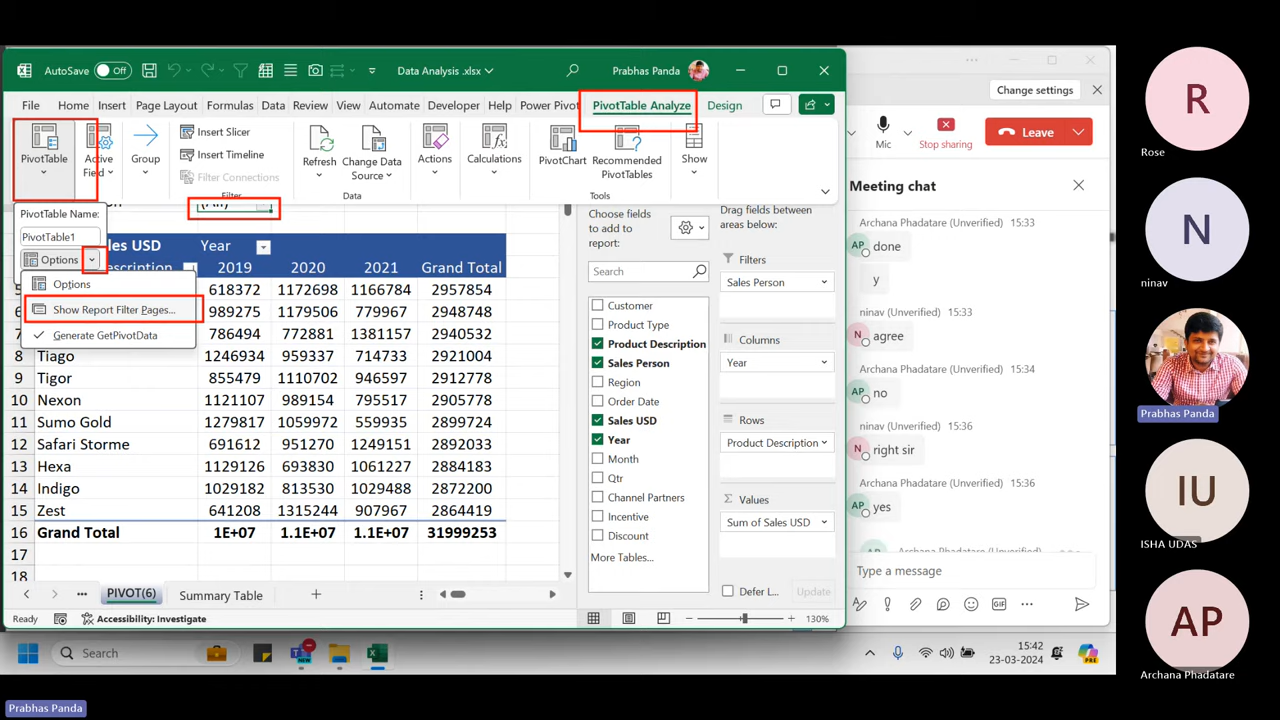 AutoSave Off
Data Analysis .xlsx
Prabhas Panda
File Home Insert Page Layout Formulas Data Review View Automate Developer Help Power Pivot PivotTable Analyze Design
PivotTable
Active Field
Group
Insert Slicer
Insert Timeline
Filter Connections
Filter
Refresh
Change Data Source
Data
Actions
Calculations
PivotChart
Recommended PivotTables
Tools
Show
PivotTable Name:
PivotTable1
Options
Options
Show Report Filter Pages...
Generate GetPivotData
(All)
USD Year
2019 2020 2021 Grand Total
618372 1172698 1166784 2957854
989275 1179506 779967 2948748
786494 772881 1381157 2940532
8 Tiago 1246934 959337 714733 2921004
9 Tigor 855479 1110702 946597 2912778
10 Nexon 1121107 989154 795517 2905778
11 Sumo Gold 1279817 1059972 559935 2899724
12 Safari Storme 691612 951270 1249151 2892033
13 Hexa 1129126 693830 1061227 2884183
14 Indigo 1029182 813530 1029488 2872200
15 Zest 641208 1315244 907967 2864419
16 Grand Total 1E+07 1.1E+07 1.1E+07 31999253
17
18
PIVOT(6) Summary Table
Ready
Accessibility: Investigate
130%
Choose fields to add to report:
Search
Customer
Product Type
Product Description
Sales Person
Region
Order Date
Sales USD
Year
Month
Qtr
Channel Partners
Incentive
Discount
More Tables...
Drag fields between areas below:
Filters
Sales Person
Columns
Year
Rows
Product Description
Values
Sum of Sales USD
Defer L... Update
Change settings
Mic
Stop sharing
Leave
Meeting chat
Archana Phadatare (Unverified) 15:33
AP done
y
ninav (Unverified) 15:33
N agree
Archana Phadatare (Unverified) 15:34
AP no
ninav (Unverified) 15:36
N right sir
Archana Phadatare (Unverified) 15:36
AP yes
Archana Phadatare (Unverified)
Type a message
GIF
Search
NEW
15:42
23-03-2024
PRE
R
Rose
N
ninav
Prabhas Panda
IU
ISHA UDAS
AP
Archana Phadatare
Prabhas Panda